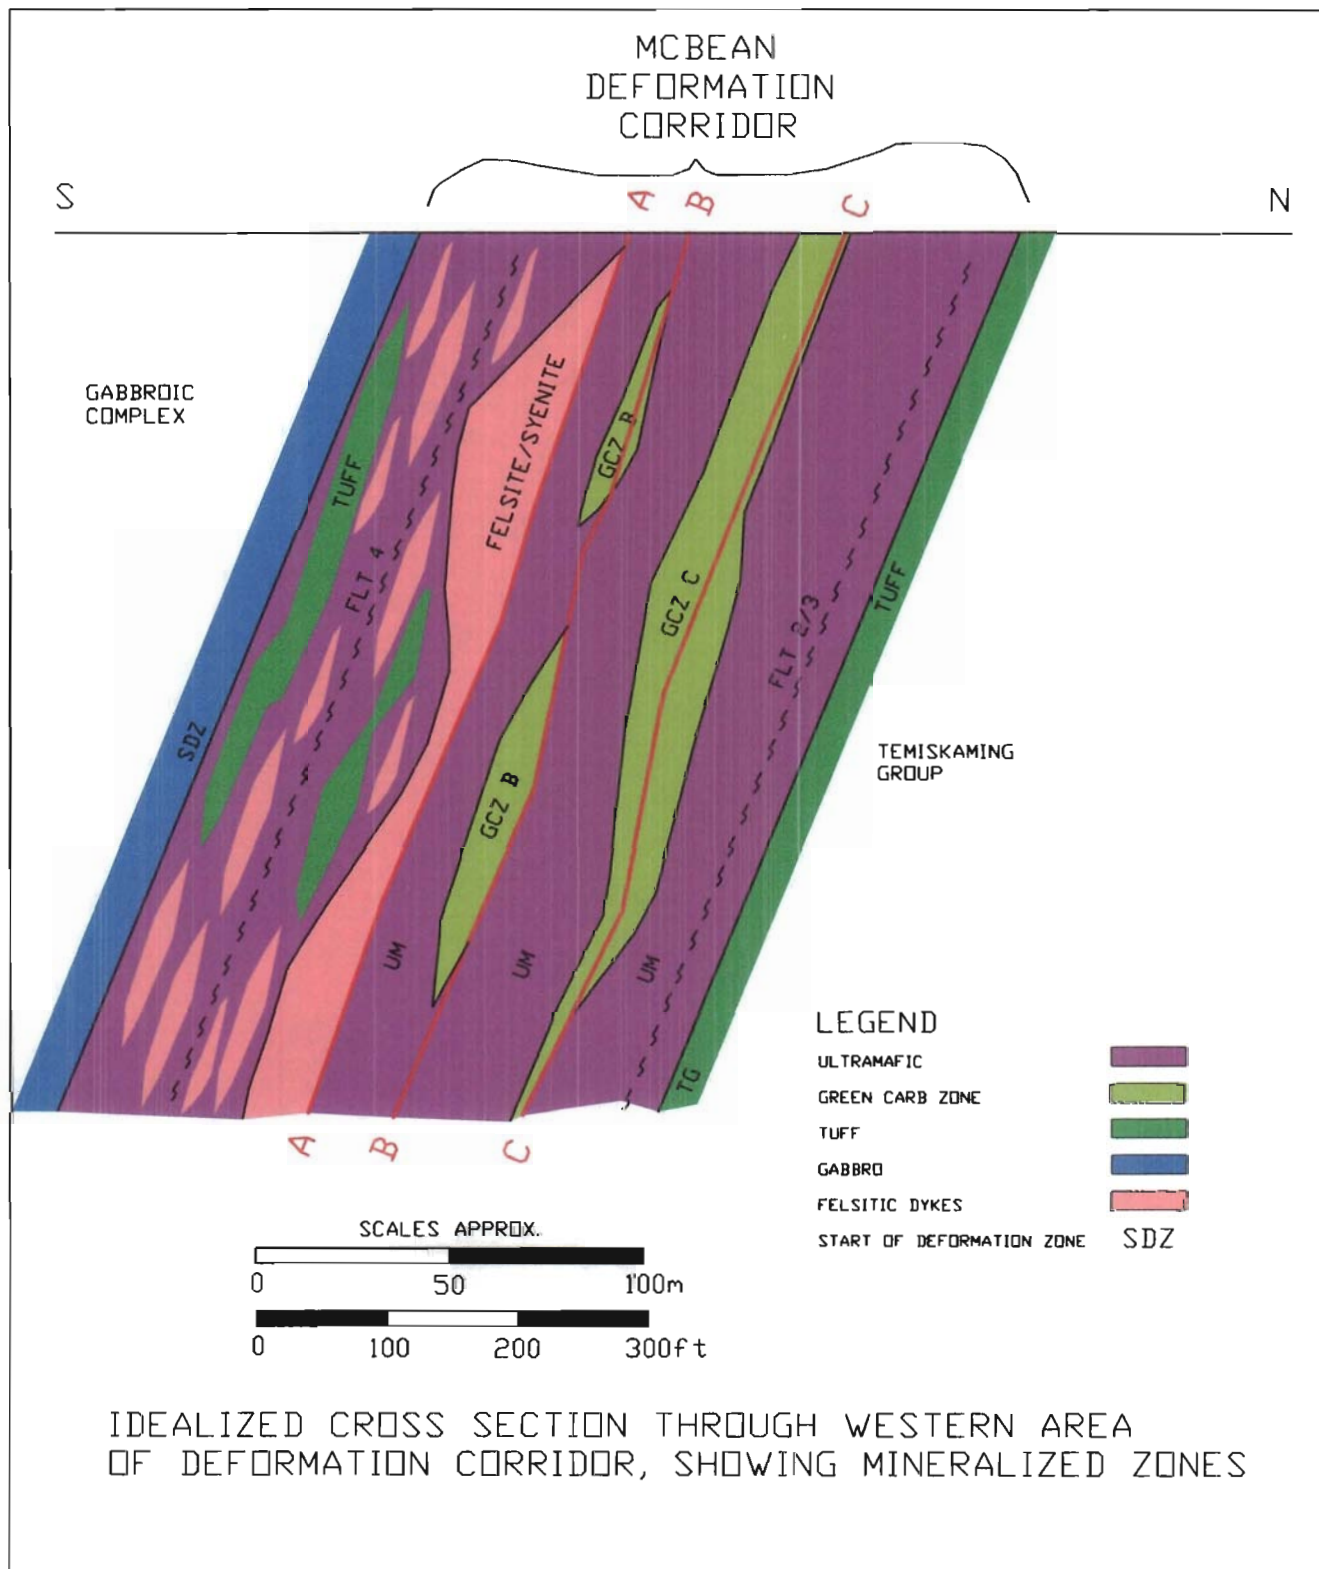 MCBEAN
DEFORMATION
CORRIDOR
S
A
B
C
N
GABBROIC
COMPLEX
TUFF
FLT 4
FELSITE/SYENITE
GCZ B
GCZ C
FLT 2/3
TUFF
SDZ
GCZ B
TEMISKAMING
GROUP
UM
UM
UM
TG
A
B
C
LEGEND
ULTRAMAFIC
GREEN CARB ZONE
TUFF
GABBRO
FELSITIC DYKES
START OF DEFORMATION ZONE SDZ
SCALES APPROX.
0 50 100m
0 100 200 300ft
IDEALIZED CROSS SECTION THROUGH WESTERN AREA
OF DEFORMATION CORRIDOR, SHOWING MINERALIZED ZONES